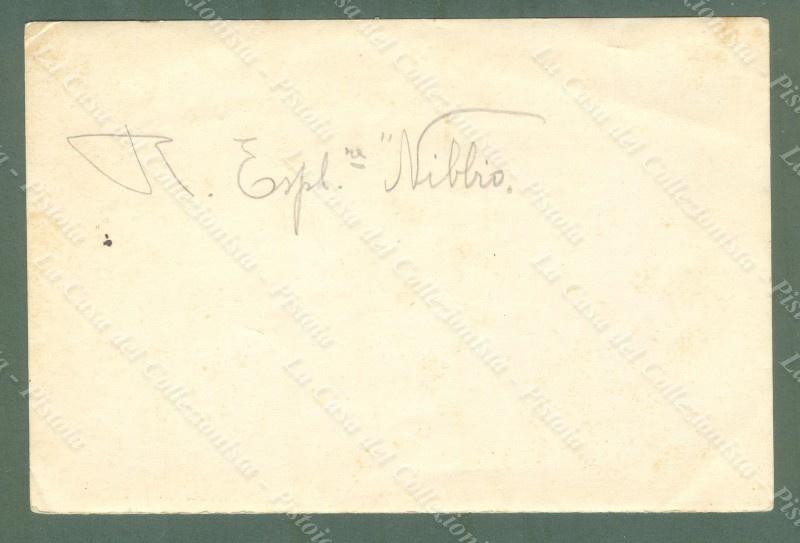 R. Espl.re "Nibbio.
La Casa del Collezionista - Pistoia